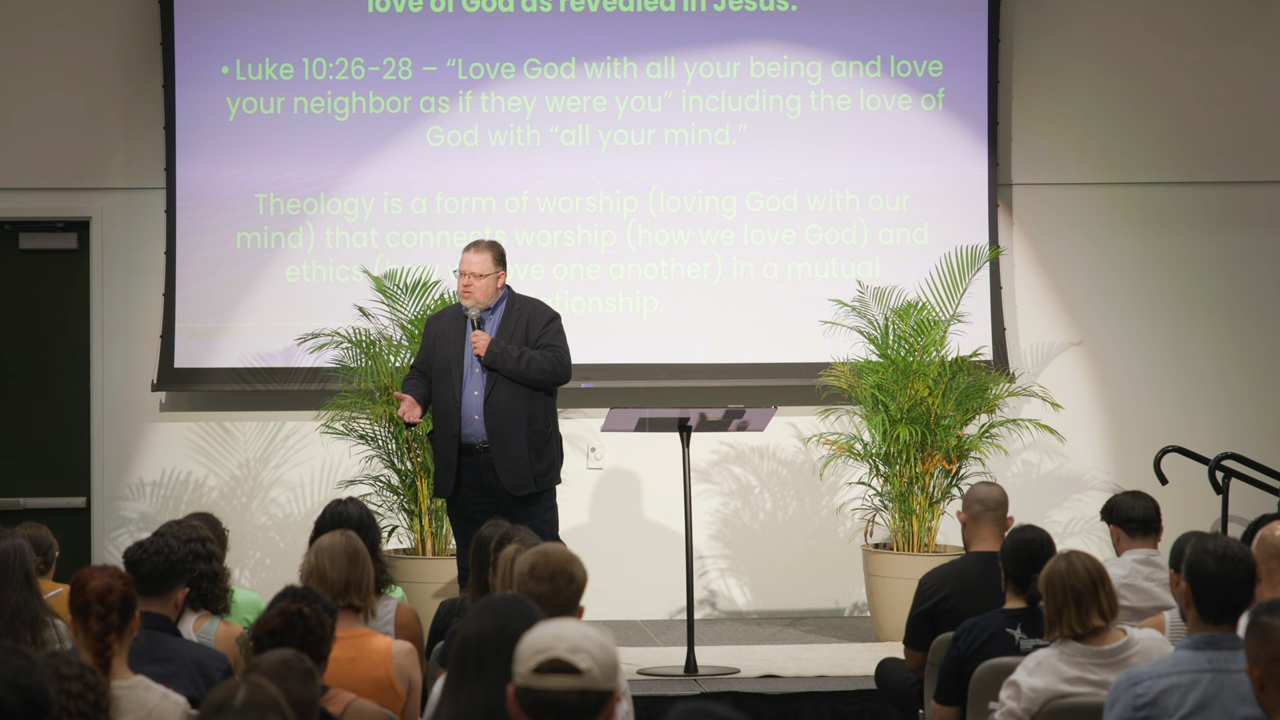 love of God as revealed in Jesus.
• Luke 10:26-28 – “Love God with all your being and love
your neighbor as if they were you” including the love of
God with “all your mind.”
Theology is a form of worship (loving God with our
mind) that connects worship (how we love God) and
ethics (how one another) in a mutual